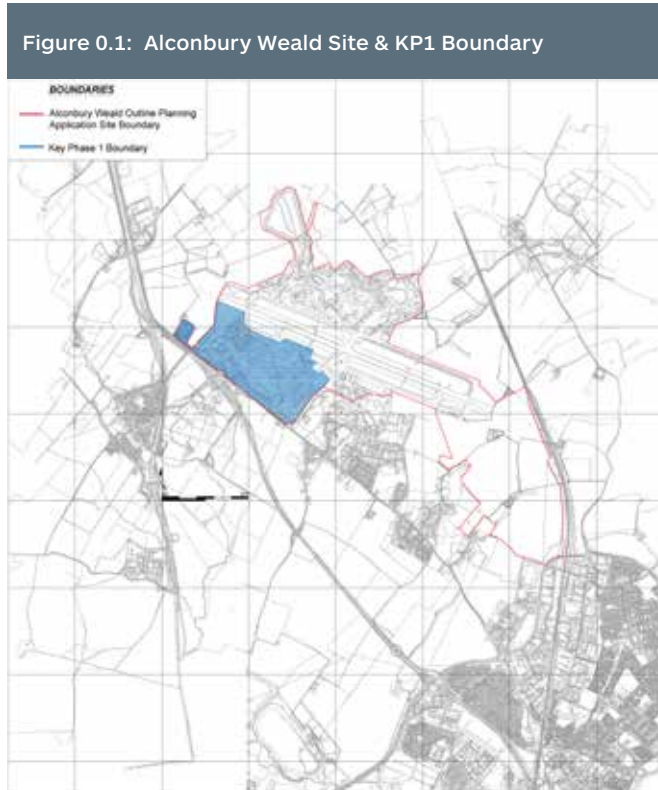 Figure 0.1: Alconbury Weald Site & KP1 Boundary
BOUNDARIES
Alconbury Weald Outline Planning
Application Site Boundary
Key Phase 1 Boundary